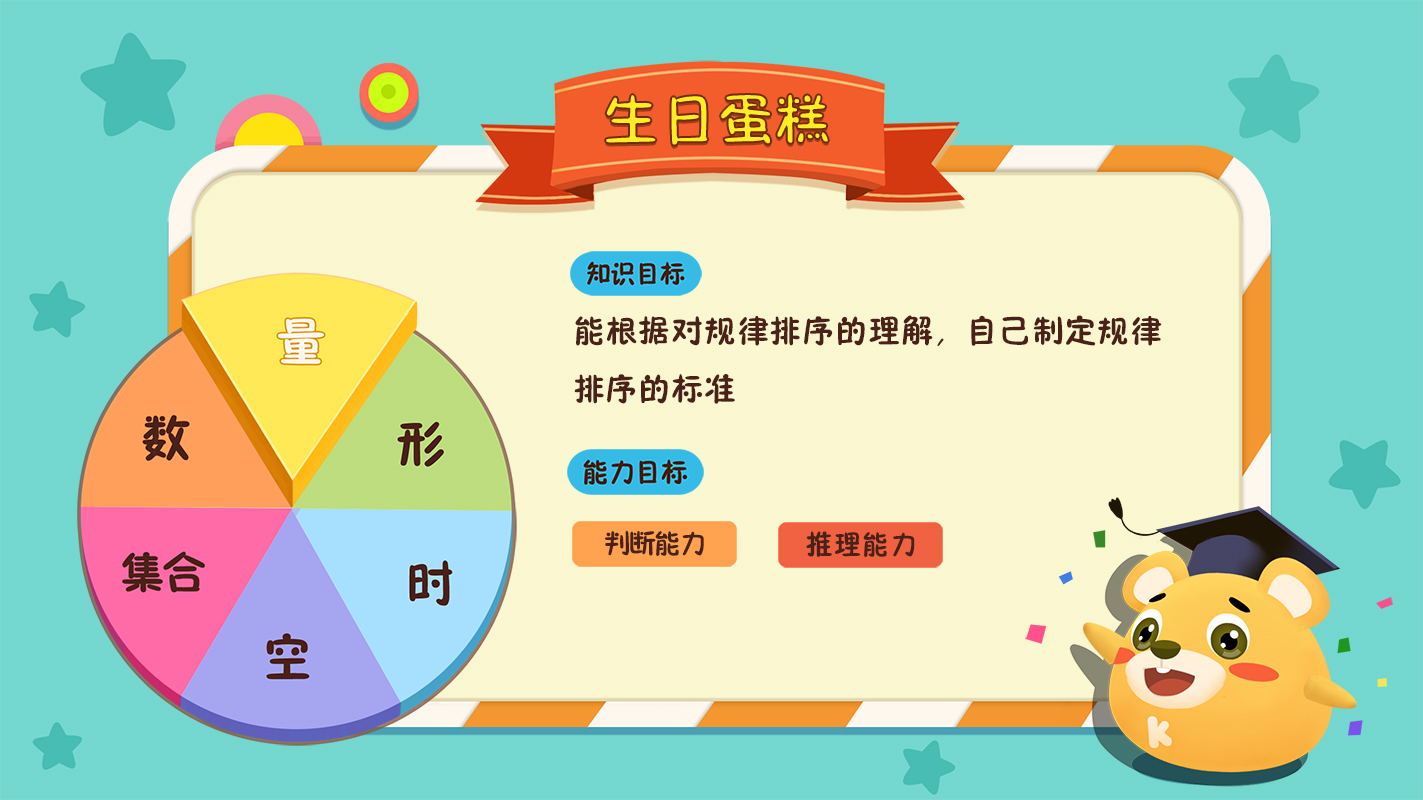 生日蛋糕
知识目标
能根据对规律排序的理解，自己制定规律
排序的标准
能力目标
判断能力
推理能力
量
数
形
集合
时
空
K